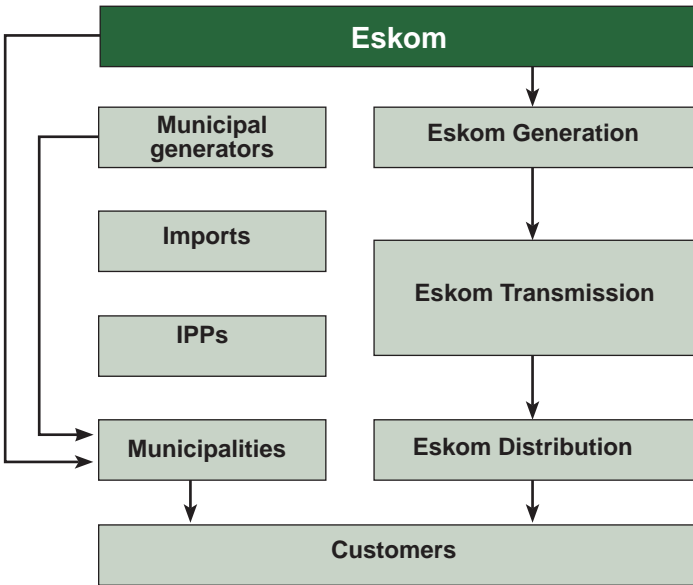 Eskom
Municipal
generators
Eskom Generation
Imports
Eskom Transmission
IPPs
Municipalities
Eskom Distribution
Customers